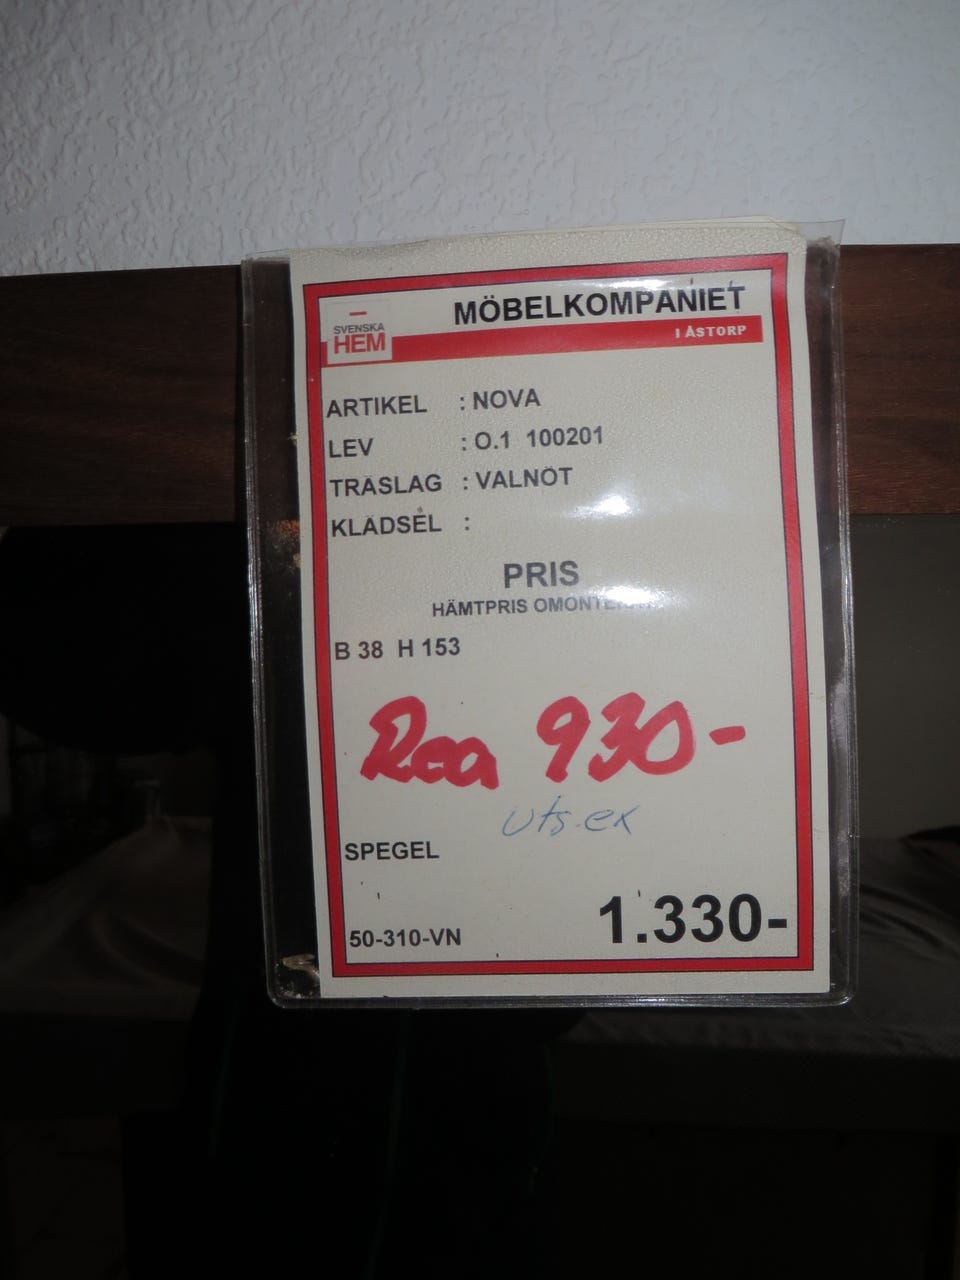 MÖBELKOMPANIET
SVENSKA
HEM
I ÅSTORP
ARTIKEL : NOVA
LEV : O.1 100201
TRÄSLAG : VALNÖT
KLÄDSEL :
PRIS
HÄMTPRIS
B 38 H 153
Rea 930-
uts.ex
SPEGEL
50-310-VN
1.330-